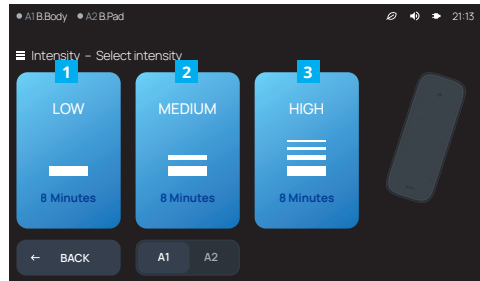 A1 B.Body A2 B.Pad 21:13
Intensity – Select intensity
1 2 3
LOW MEDIUM HIGH
8 Minutes 8 Minutes 8 Minutes
← BACK A1 A2